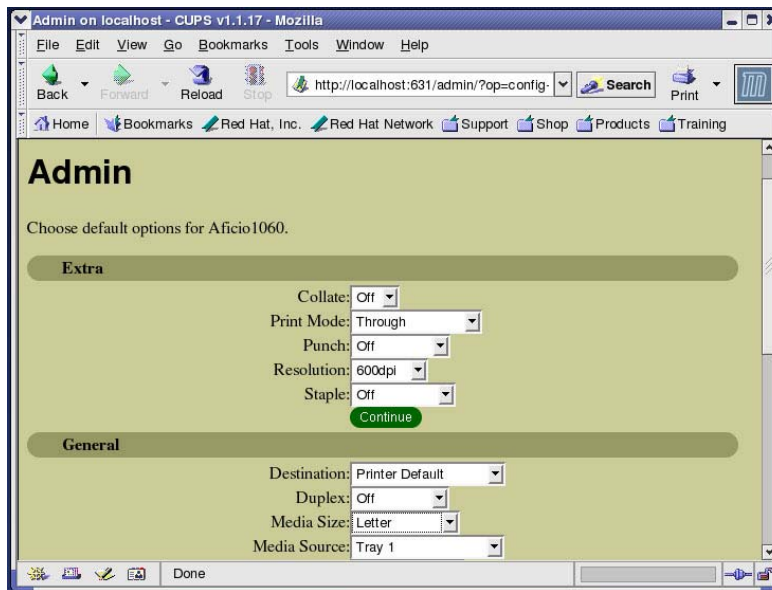 Admin on localhost - CUPS v1.1.17 - Mozilla
File Edit View Go Bookmarks Tools Window Help
Back Forward Reload Stop http://localhost:631/admin/?op=config- Search Print
Home Bookmarks Red Hat, Inc. Red Hat Network Support Shop Products Training
Admin
Choose default options for Aficio1060.
Extra
Collate: Off
Print Mode: Through
Punch: Off
Resolution: 600dpi
Staple: Off
Continue
General
Destination: Printer Default
Duplex: Off
Media Size: Letter
Media Source: Tray 1
Done